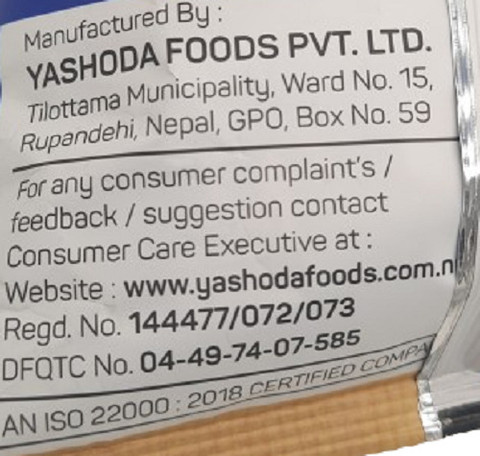 Manufactured By :
YASHODA FOODS PVT. LTD.
Tilottama Municipality, Ward No. 15,
Rupandehi, Nepal, GPO, Box No. 59
For any consumer complaint's /
feedback / suggestion contact
Consumer Care Executive at :
Website : www.yashodafoods.com.n
Regd. No. 144477/072/073
DFQTC No. 04-49-74-07-585
AN ISO 22000 : 2018 CERTIFIED COMPA